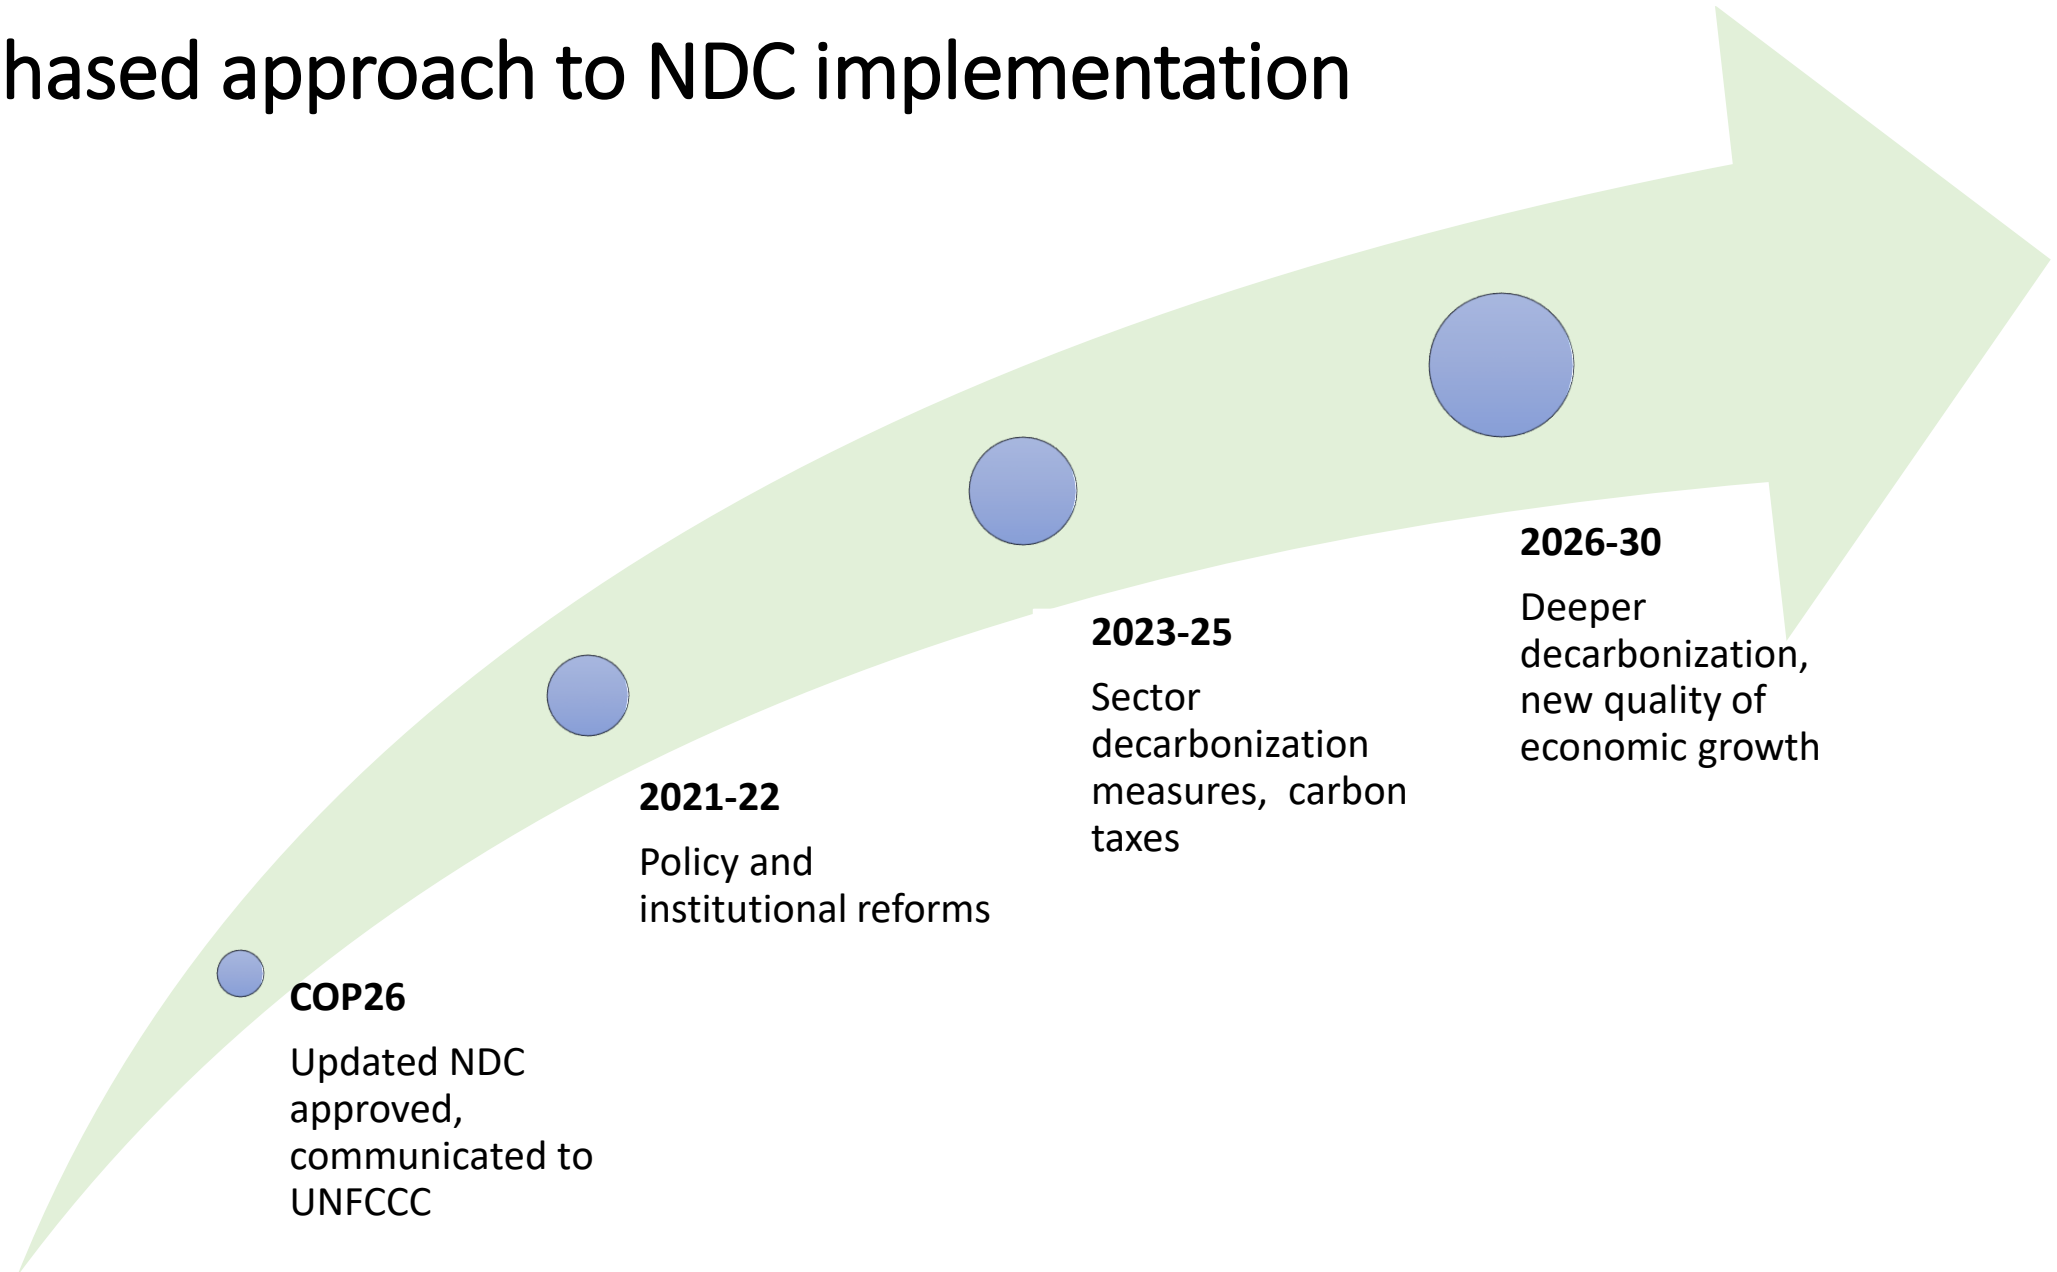 hased approach to NDC implementation
COP26
Updated NDC
approved,
communicated to
UNFCCC
2021-22
Policy and
institutional reforms
2023-25
Sector
decarbonization
measures,  carbon
taxes
2026-30
Deeper
decarbonization,
new quality of
economic growth